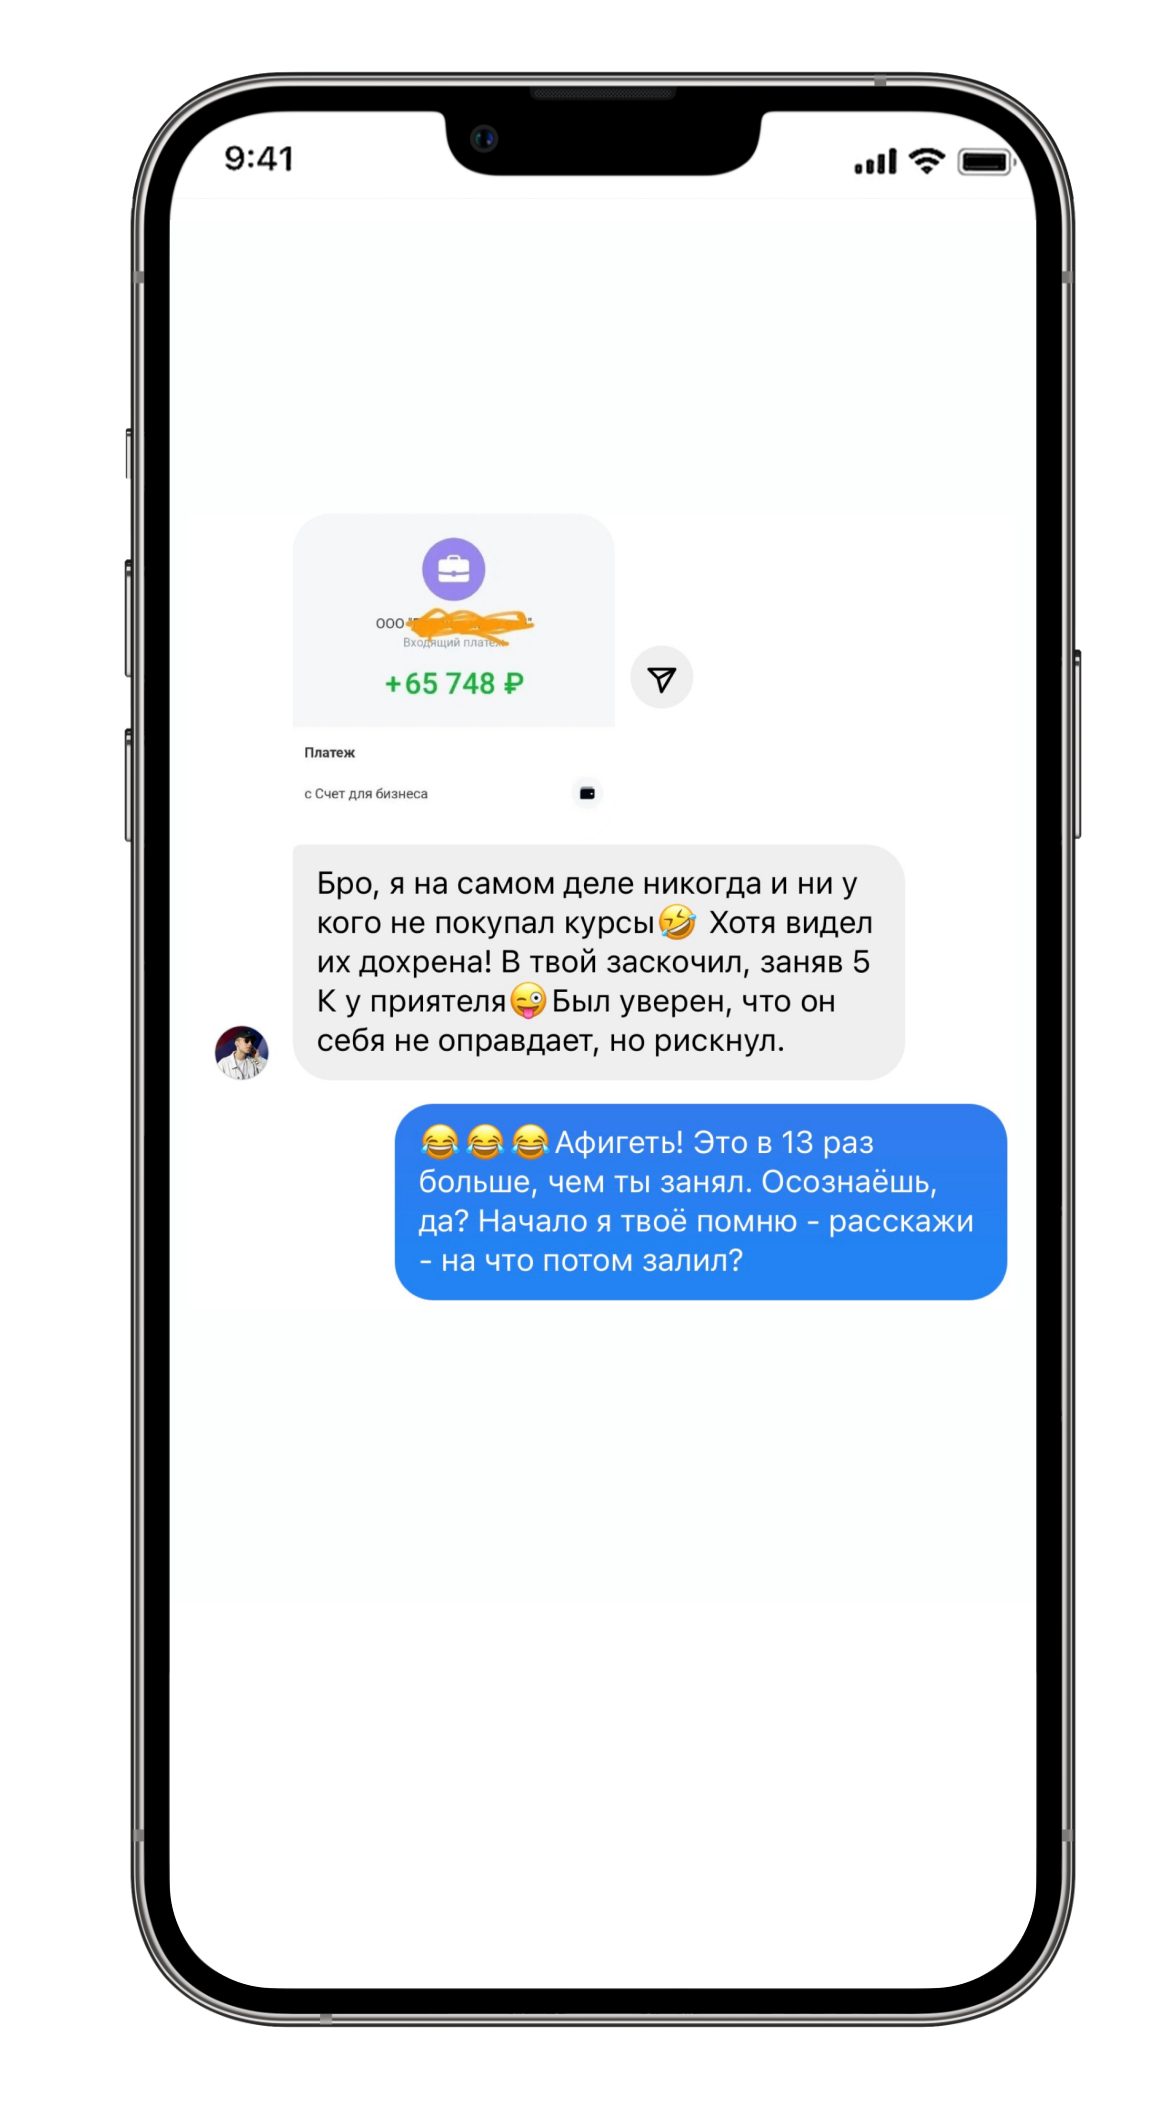 9:41
ООО
Входящий платеж
+65 748 ₽
Платеж
с Счет для бизнеса
Бро, я на самом деле никогда и ни у
кого не покупал курсы🤣 Хотя видел
их дохрена! В твой заскочил, заняв 5
К у приятеля😜Был уверен, что он
себя не оправдает, но рискнул.
😂😂😂Афигеть! Это в 13 раз
больше, чем ты занял. Осознаёшь,
да? Начало я твоё помню - расскажи
- на что потом залил?